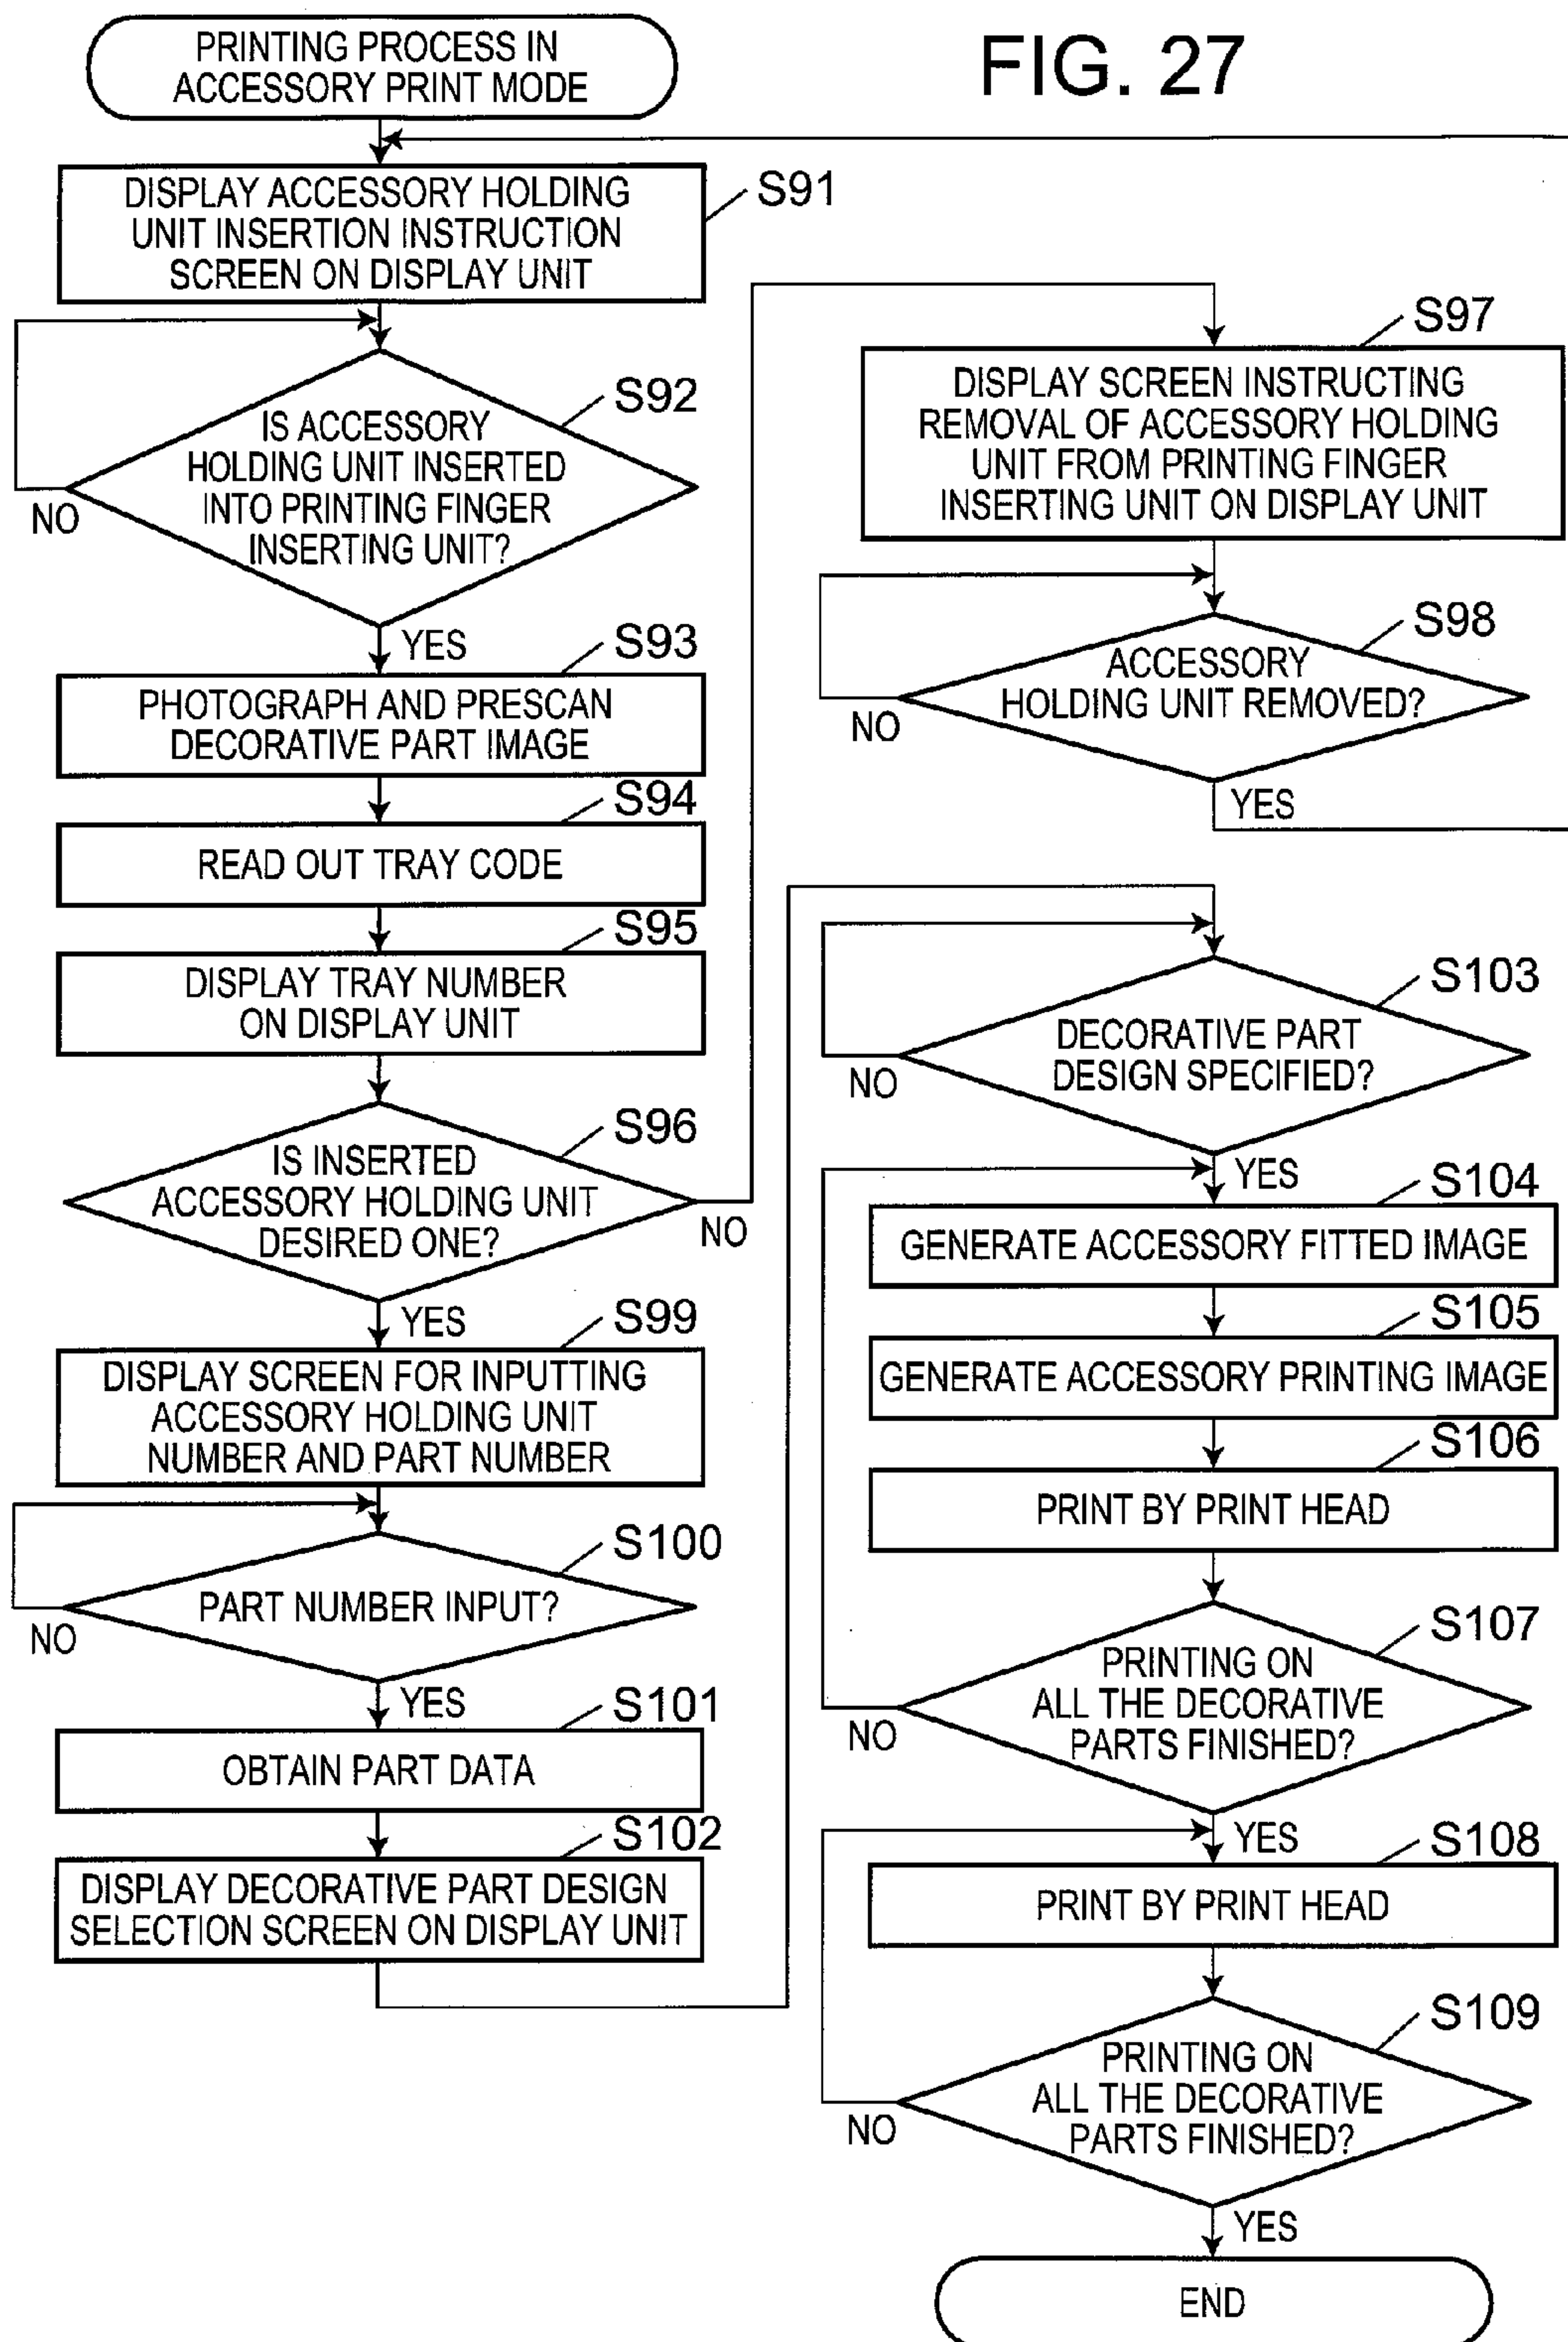 FIG. 27
PRINTING PROCESS IN
ACCESSORY PRINT MODE
DISPLAY ACCESSORY HOLDING
UNIT INSERTION INSTRUCTION
SCREEN ON DISPLAY UNIT
S91
IS ACCESSORY
HOLDING UNIT INSERTED
INTO PRINTING FINGER
INSERTING UNIT?
S92
NO
YES
S93
PHOTOGRAPH AND PRESCAN
DECORATIVE PART IMAGE
S94
READ OUT TRAY CODE
S95
DISPLAY TRAY NUMBER
ON DISPLAY UNIT
S96
IS INSERTED
ACCESSORY HOLDING UNIT
DESIRED ONE?
NO
YES
S99
DISPLAY SCREEN FOR INPUTTING
ACCESSORY HOLDING UNIT
NUMBER AND PART NUMBER
S100
PART NUMBER INPUT?
NO
YES
S101
OBTAIN PART DATA
S102
DISPLAY DECORATIVE PART DESIGN
SELECTION SCREEN ON DISPLAY UNIT
S97
DISPLAY SCREEN INSTRUCTING
REMOVAL OF ACCESSORY HOLDING
UNIT FROM PRINTING FINGER
INSERTING UNIT ON DISPLAY UNIT
S98
ACCESSORY
HOLDING UNIT REMOVED?
NO
YES
S103
DECORATIVE PART
DESIGN SPECIFIED?
NO
YES
S104
GENERATE ACCESSORY FITTED IMAGE
S105
GENERATE ACCESSORY PRINTING IMAGE
S106
PRINT BY PRINT HEAD
S107
PRINTING ON
ALL THE DECORATIVE
PARTS FINISHED?
NO
YES
S108
PRINT BY PRINT HEAD
S109
PRINTING ON
ALL THE DECORATIVE
PARTS FINISHED?
NO
YES
END